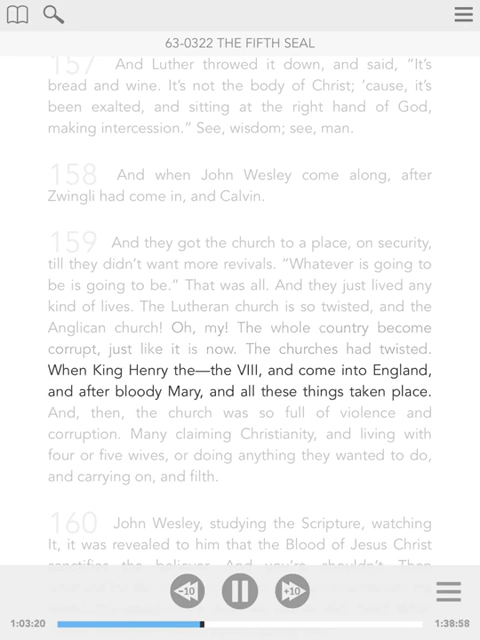 63-0322 THE FIFTH SEAL
157 And Luther throwed it down, and said, “It’s
bread and wine. It’s not the body of Christ; ’cause, it’s
been exalted, and sitting at the right hand of God,
making intercession.” See, wisdom; see, man.
158 And when John Wesley come along, after
Zwingli had come in, and Calvin.
159 And they got the church to a place, on security,
till they didn’t want more revivals. “Whatever is going to
be is going to be.” That was all. And they just lived any
kind of lives. The Lutheran church is so twisted, and the
Anglican church! Oh, my! The whole country become
corrupt, just like it is now. The churches had twisted.
When King Henry the—the VIII, and come into England,
and after bloody Mary, and all these things taken place.
And, then, the church was so full of violence and
corruption. Many claiming Christianity, and living with
four or five wives, or doing anything they wanted to do,
and carrying on, and filth.
160 John Wesley, studying the Scripture, watching
It, it was revealed to him that the Blood of Jesus Christ
sanctifies the believer. And you’re shouldn’t. Then
-10
+10
1:03:20
1:38:58